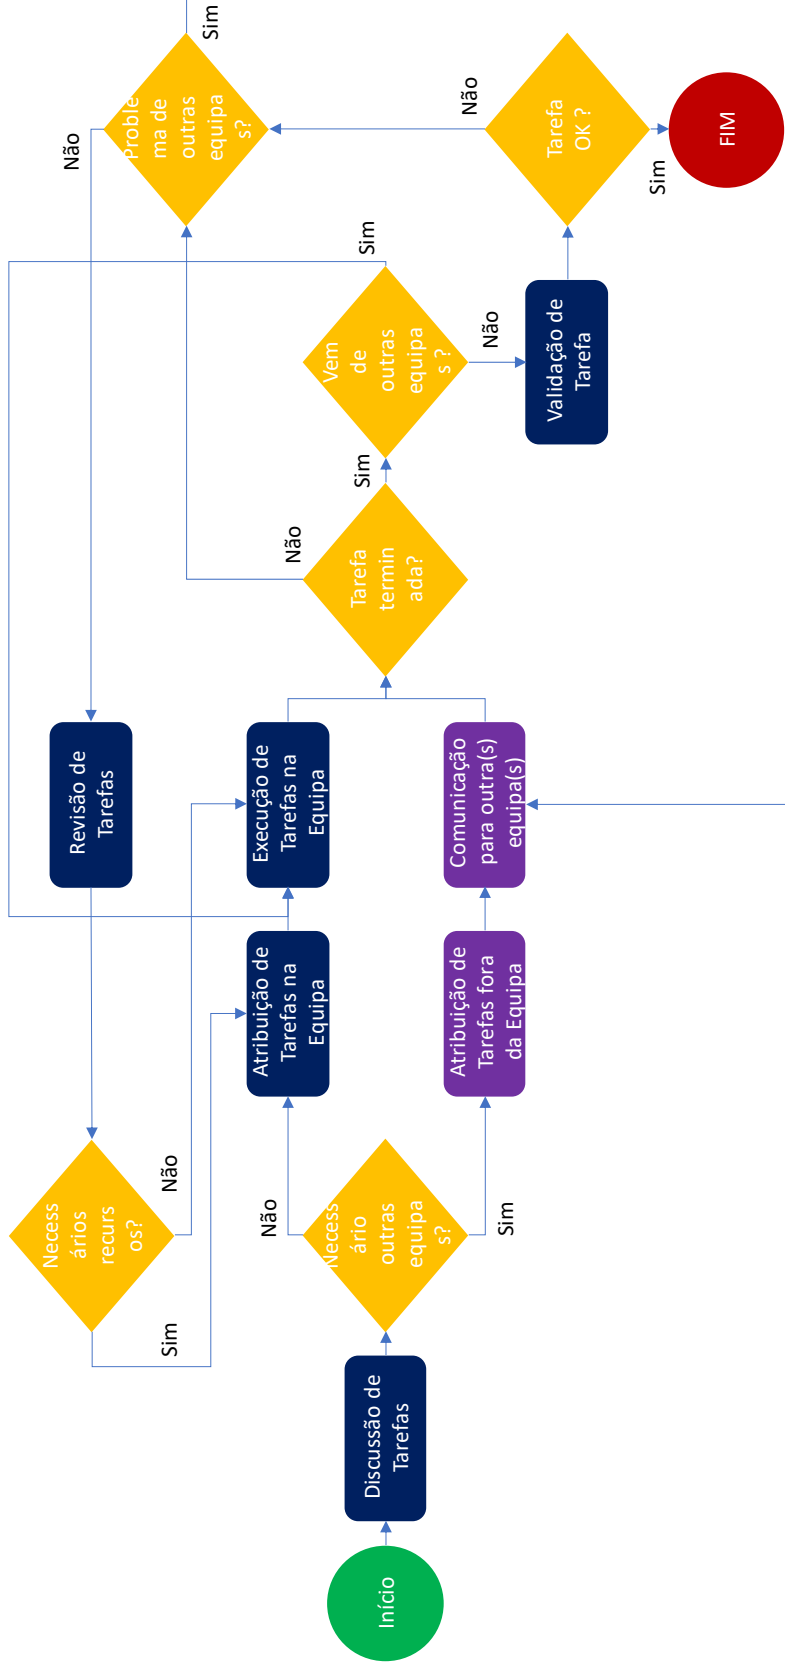 Início
Discussão de
Tarefas
Necess
ário
outras
equipa
s?
Não
Sim
Atribuição de
Tarefas na
Equipa
Atribuição de
Tarefas fora
da Equipa
Execução de
Tarefas na
Equipa
Comunicação
para outra(s)
equipa(s)
Necess
ários
recurs
os?
Sim
Não
Revisão de
Tarefas
Tarefa
termin
ada?
Não
Sim
Vem
de
outras
equipa
s ?
Sim
Não
Validação de
Tarefa
Proble
ma de
outras
equipa
s?
Não
Sim
Tarefa
OK ?
Não
Sim
FIM